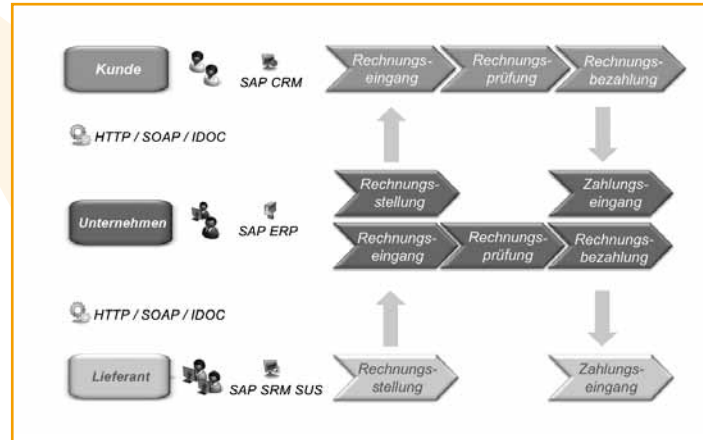 Kunde
SAP CRM
Rechnungs-
eingang
Rechnungs-
prüfung
Rechnungs-
bezahlung
HTTP / SOAP / IDOC
Rechnungs-
stellung
Zahlungs-
eingang
Unternehmen
SAP ERP
Rechnungs-
eingang
Rechnungs-
prüfung
Rechnungs-
bezahlung
HTTP / SOAP / IDOC
Lieferant
SAP SRM SUS
Rechnungs-
stellung
Zahlungs-
eingang